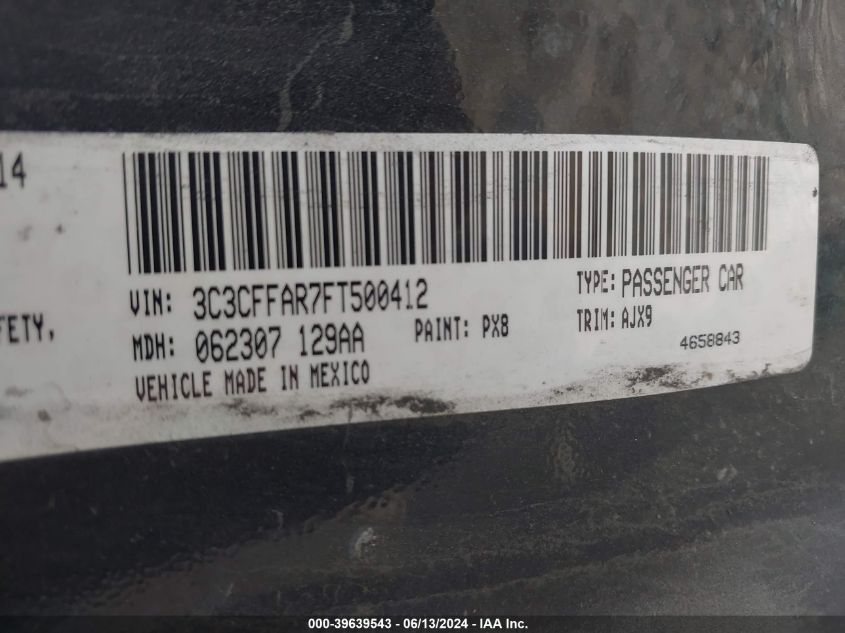 14
FETY,
VIN: 3C3CFFAR7FT500412
TYPE: PASSENGER CAR
MDH: 062307 129AA
PAINT: PX8
TRIM: AJX9
4658843
VEHICLE MADE IN MEXICO
000-39639543 - 06/13/2024 - IAA Inc.